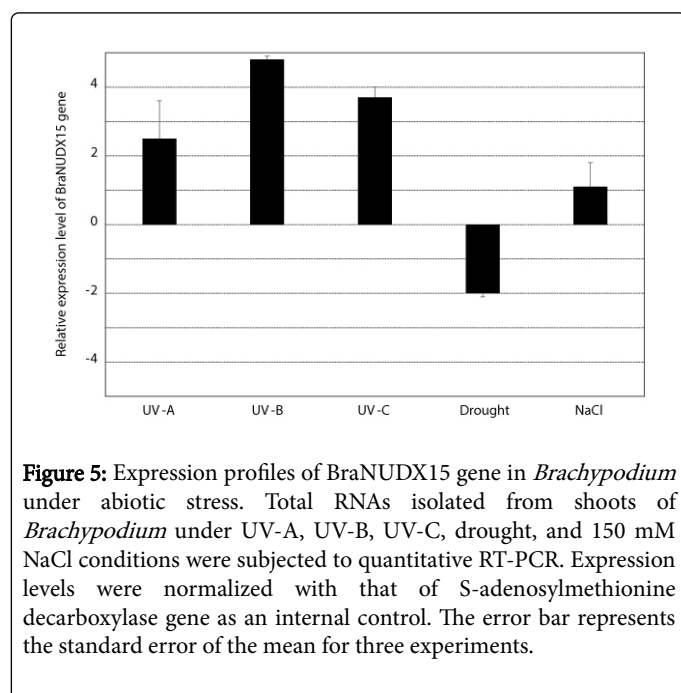 Relative expression level of BraNUDX15 gene
4
2
0
-2
-4
UV-A UV-B UV-C Drought NaCl
Figure 5: Expression profiles of BraNUDX15 gene in Brachypodium
under abiotic stress. Total RNAs isolated from shoots of
Brachypodium under UV-A, UV-B, UV-C, drought, and 150 mM
NaCl conditions were subjected to quantitative RT-PCR. Expression
levels were normalized with that of S-adenosylmethionine
decarboxylase gene as an internal control. The error bar represents
the standard error of the mean for three experiments.